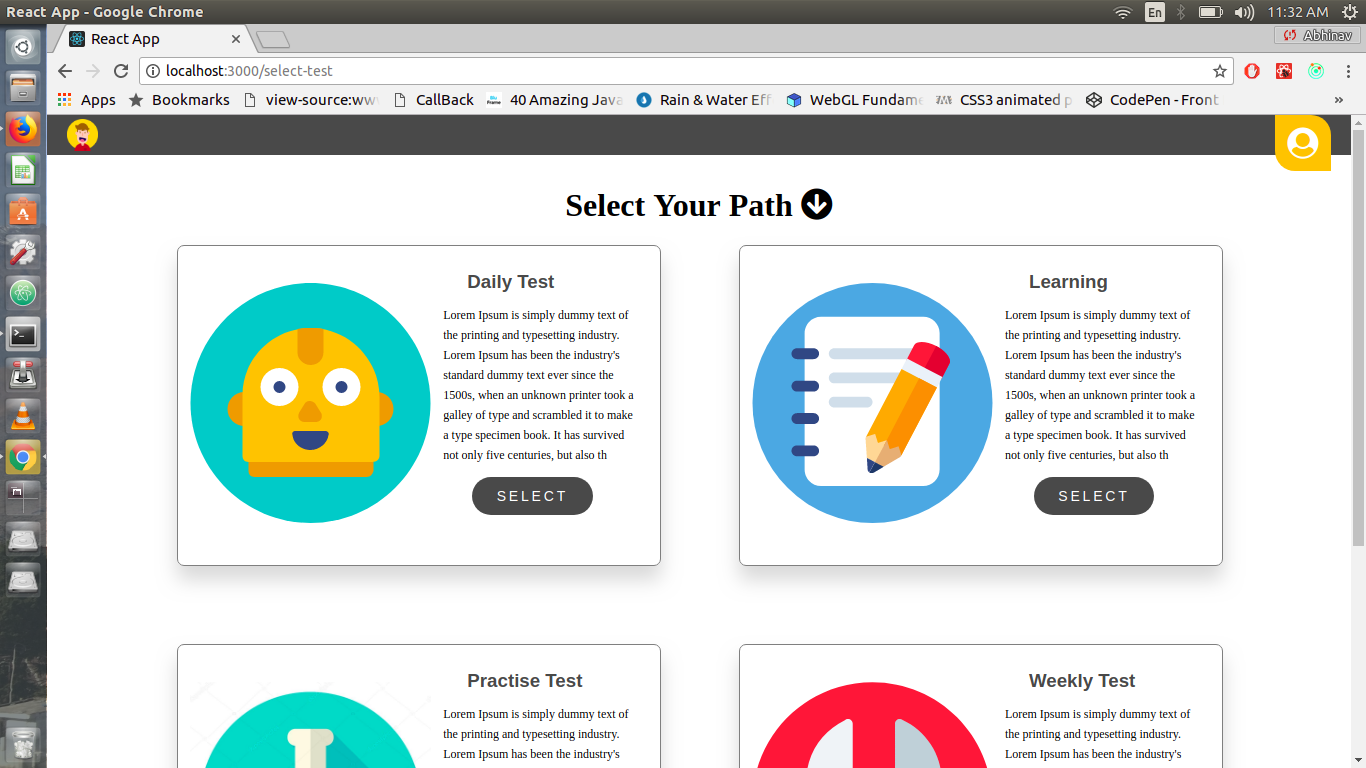 React App - Google Chrome
En
11:32 AM
React App
Abhinav
localhost:3000/select-test
Apps
Bookmarks
view-source:ww
CallBack
40 Amazing Java
Rain & Water Eff
WebGL Fundam
CSS3 animated p
CodePen - Front
»
Select Your Path
Daily Test
Lorem Ipsum is simply dummy text of
the printing and typesetting industry.
Lorem Ipsum has been the industry's
standard dummy text ever since the
1500s, when an unknown printer took a
galley of type and scrambled it to make
a type specimen book. It has survived
not only five centuries, but also th
SELECT
Learning
Lorem Ipsum is simply dummy text of
the printing and typesetting industry.
Lorem Ipsum has been the industry's
standard dummy text ever since the
1500s, when an unknown printer took a
galley of type and scrambled it to make
a type specimen book. It has survived
not only five centuries, but also th
SELECT
Practise Test
Lorem Ipsum is simply dummy text of
the printing and typesetting industry.
Lorem Ipsum has been the industry's
Weekly Test
Lorem Ipsum is simply dummy text of
the printing and typesetting industry.
Lorem Ipsum has been the industry's